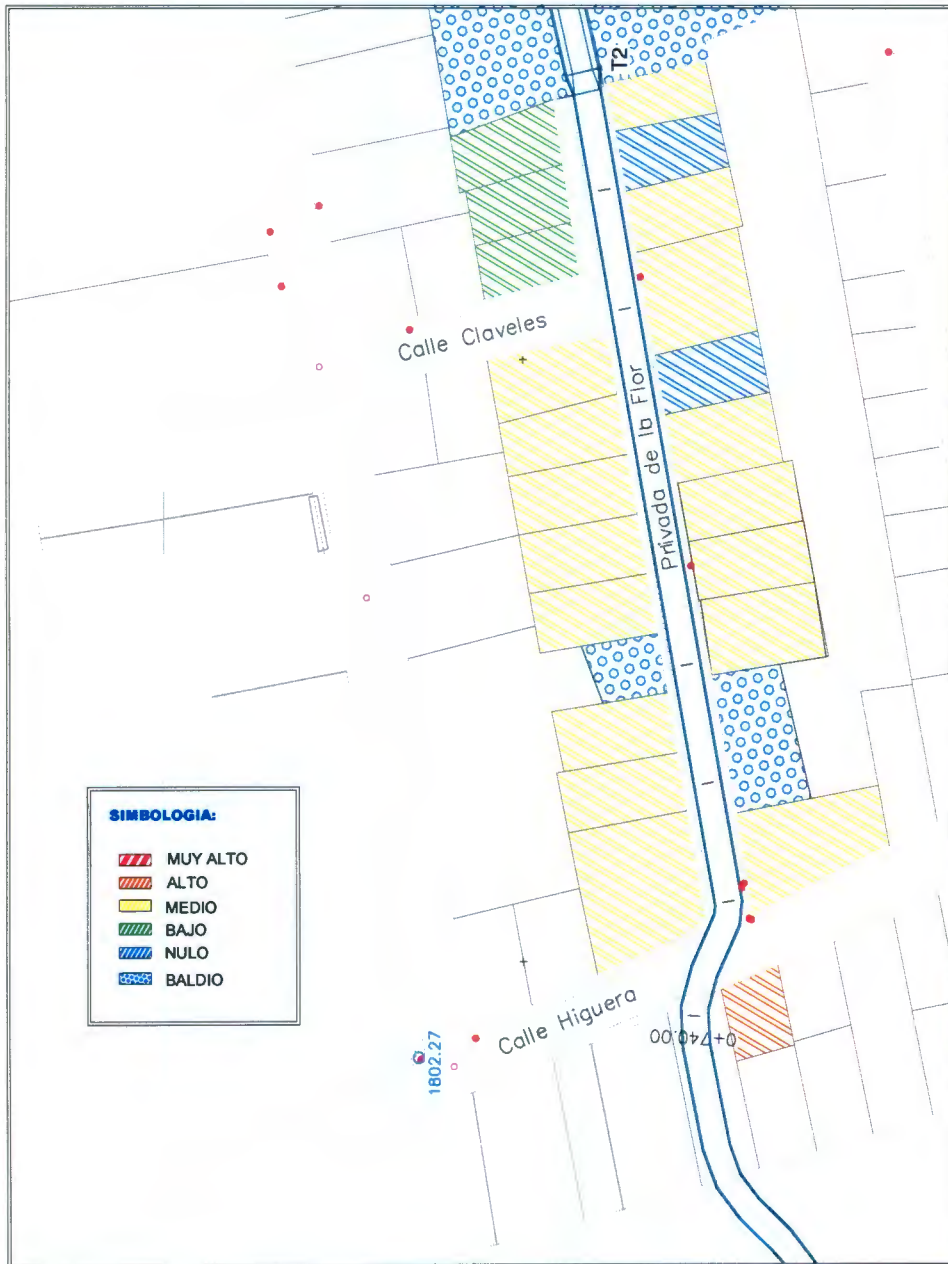 T2
Calle Claveles
Privada de la Flor
SIMBOLOGIA:
MUY ALTO
ALTO
MEDIO
BAJO
NULO
BALDIO
Calle Higuera
0+740.00
1802.27